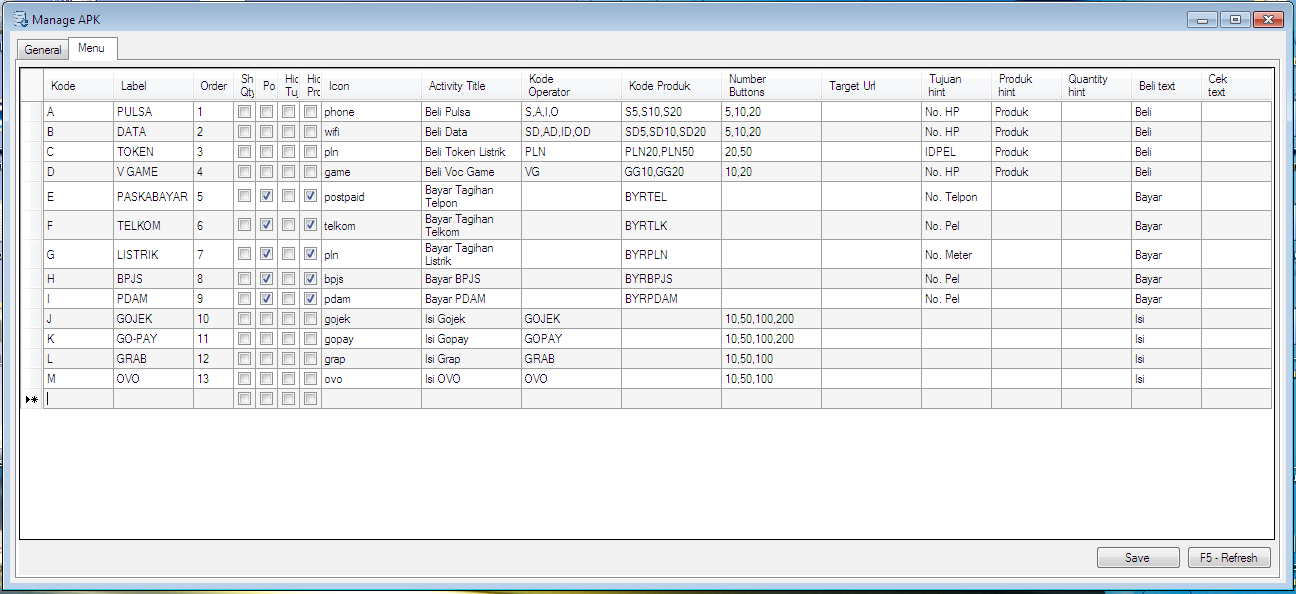 Manage APK
General Menu
Kode Label Order Sh Qty Po Hid Tuj Hid Pro Icon Activity Title Kode Operator Kode Produk Number Buttons Target Url Tujuan hint Produk hint Quantity hint Beli text Cek text
A PULSA 1 phone Beli Pulsa S,A,I,O S5,S10,S20 5,10,20 No. HP Produk Beli
B DATA 2 wifi Beli Data SD,AD,ID,OD SD5,SD10,SD20 5,10,20 No. HP Produk Beli
C TOKEN 3 pln Beli Token Listrik PLN PLN20,PLN50 20,50 IDPEL Produk Beli
D V GAME 4 game Beli Voc Game VG GG10,GG20 10,20 No. HP Produk Beli
E PASKABAYAR 5 postpaid Bayar Tagihan Telpon BYRTEL No. Telpon Bayar
F TELKOM 6 telkom Bayar Tagihan Telkom BYRTLK No. Pel Bayar
G LISTRIK 7 pln Bayar Tagihan Listrik BYRPLN No. Meter Bayar
H BPJS 8 bpjs Bayar BPJS BYRBPJS No. Pel Bayar
I PDAM 9 pdam Bayar PDAM BYRPDAM No. Pel Bayar
J GOJEK 10 gojek Isi Gojek GOJEK 10,50,100,200 Isi
K GO-PAY 11 gopay Isi Gopay GOPAY 10,50,100,200 Isi
L GRAB 12 grap Isi Grap GRAB 10,50,100 Isi
M OVO 13 ovo Isi OVO OVO 10,50,100 Isi
Save F5 - Refresh